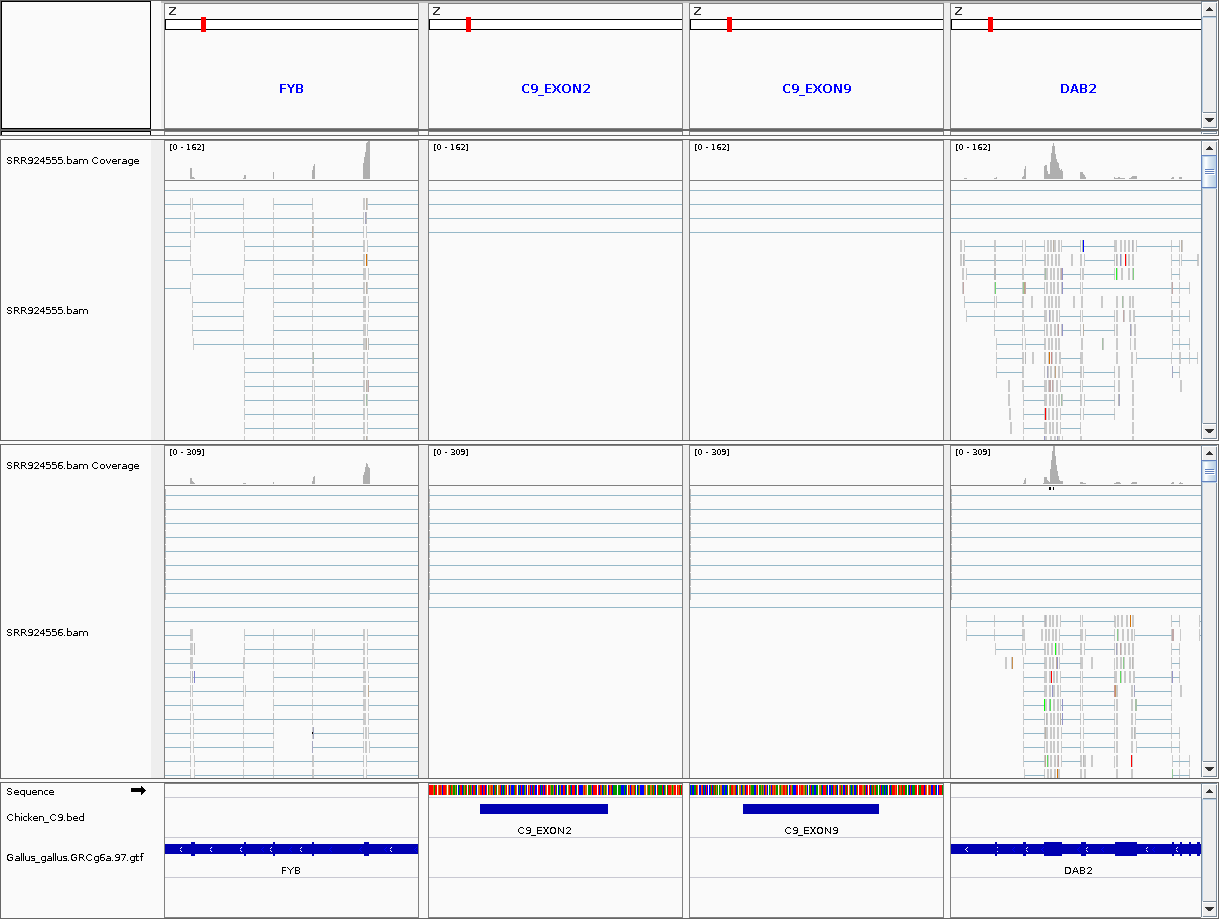 Z Z Z Z
FYB C9_EXON2 C9_EXON9 DAB2
SRR924555.bam Coverage [0 - 162] [0 - 162] [0 - 162] [0 - 162]
SRR924555.bam
SRR924556.bam Coverage [0 - 309] [0 - 309] [0 - 309] [0 - 309]
SRR924556.bam
Sequence
Chicken_C9.bed
C9_EXON2 C9_EXON9
Gallus_gallus.GRCg6a.97.gtf
FYB DAB2